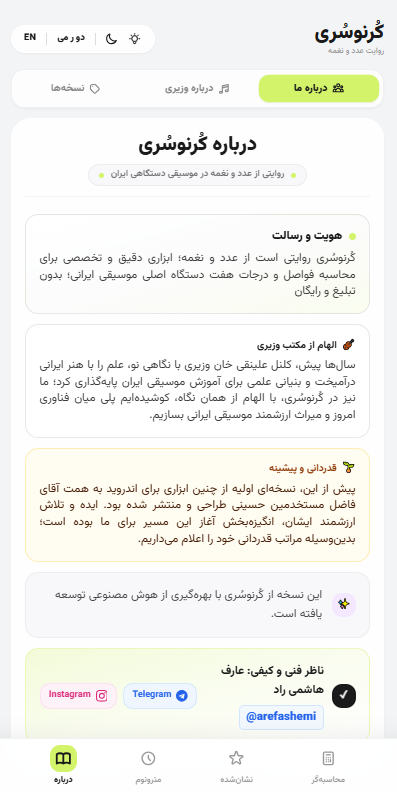 کُرنوسُری
روایت عدد و نغمه
دو ر می
EN
درباره ما
درباره وزیری
نسخه‌ها
درباره کُرنوسُری
روایتی از عدد و نغمه در موسیقی دستگاهی ایران
هویت و رسالت
کُرنوسُری روایتی است از عدد و نغمه؛ ابزاری دقیق و تخصصی برای
محاسبه فواصل و درجات هفت دستگاه اصلی موسیقی ایرانی؛ بدون
تبلیغ و رایگان
الهام از مکتب وزیری
سال‌ها پیش، کلنل علینقی خان وزیری با نگاهی نو، علم را با هنر ایرانی
درآمیخت و بنیانی علمی برای آموزش موسیقی ایران پایه‌گذاری کرد؛ ما
نیز در کُرنوسُری، با الهام از همان نگاه، کوشیده‌ایم پلی میان فناوری
امروز و میراث ارزشمند موسیقی ایرانی بسازیم.
قدردانی و پیشینه
پیش از این، نسخه‌ای اولیه از چنین ابزاری برای اندروید به همت آقای
فاضل مستخدمین حسینی طراحی و منتشر شده بود. ایده و تلاش
ارزشمند ایشان، انگیزه‌بخش آغاز این مسیر برای ما بوده است؛
بدین‌وسیله مراتب قدردانی خود را اعلام می‌داریم.
این نسخه از کُرنوسُری با بهره‌گیری از هوش مصنوعی توسعه
یافته است.
ناظر فنی و کیفی: عارف
هاشمی راد
@arefashemi
Telegram
Instagram
محاسبه‌گر
نشان‌شده
مترونوم
درباره